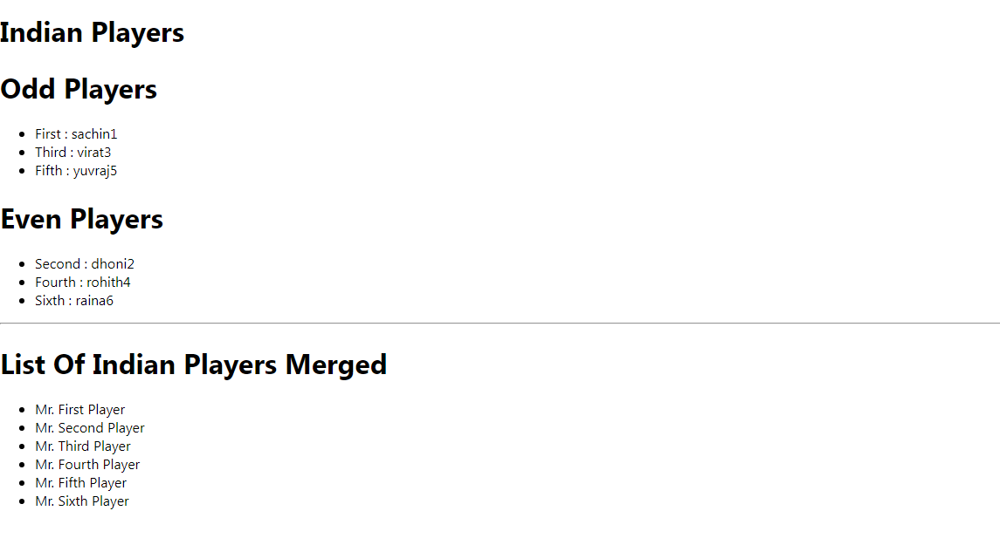 Indian Players
Odd Players
First : sachin1
Third : virat3
Fifth : yuvraj5
Even Players
Second : dhoni2
Fourth : rohith4
Sixth : raina6
List Of Indian Players Merged
Mr. First Player
Mr. Second Player
Mr. Third Player
Mr. Fourth Player
Mr. Fifth Player
Mr. Sixth Player